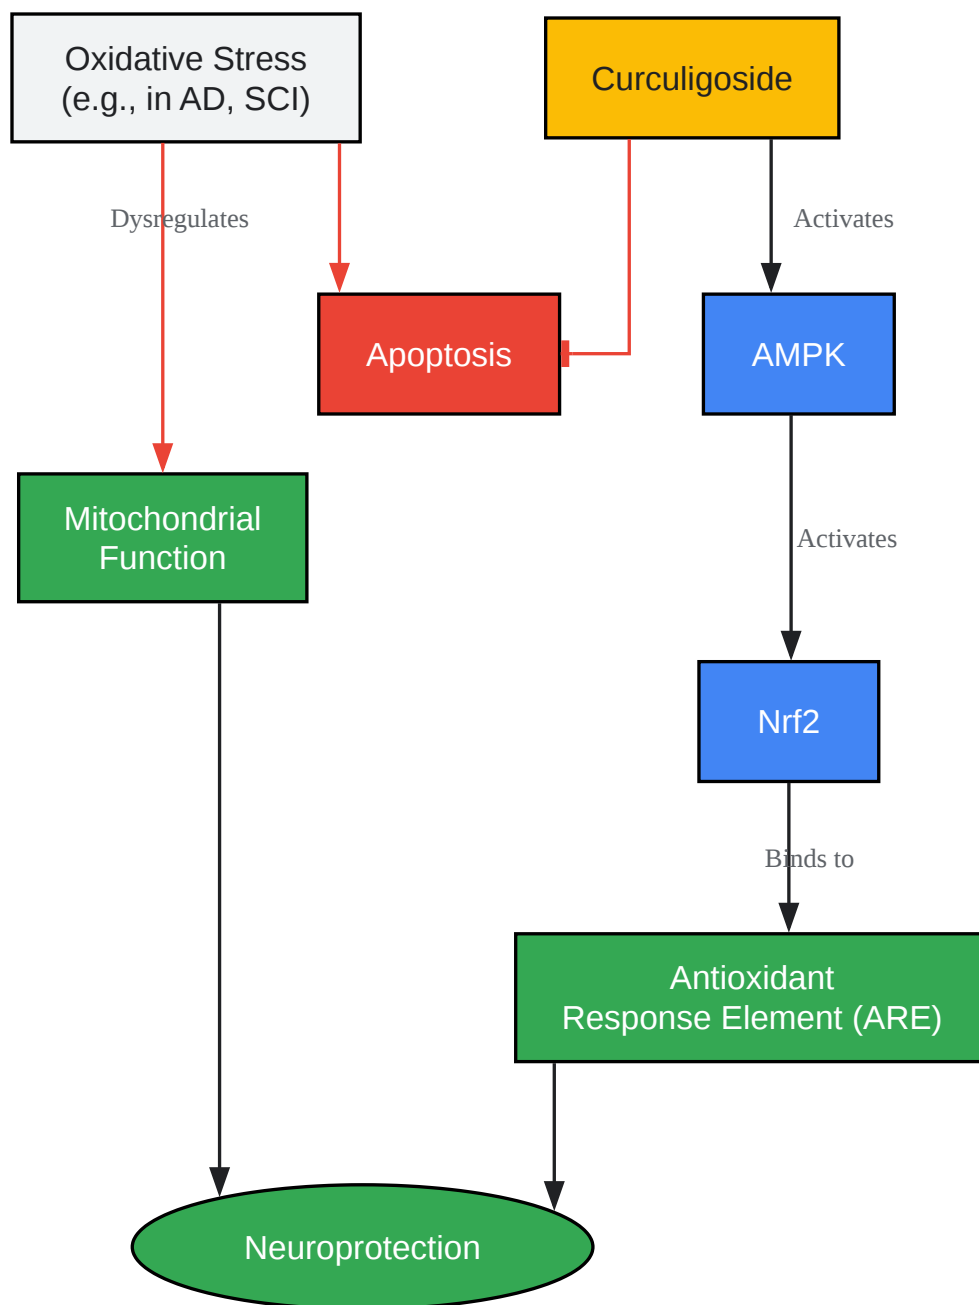 Oxidative Stress
(e.g., in AD, SCI)
Curculigoside
Dysregulates
Activates
Apoptosis
AMPK
Mitochondrial
Function
Activates
Nrf2
Binds to
Antioxidant
Response Element (ARE)
Neuroprotection